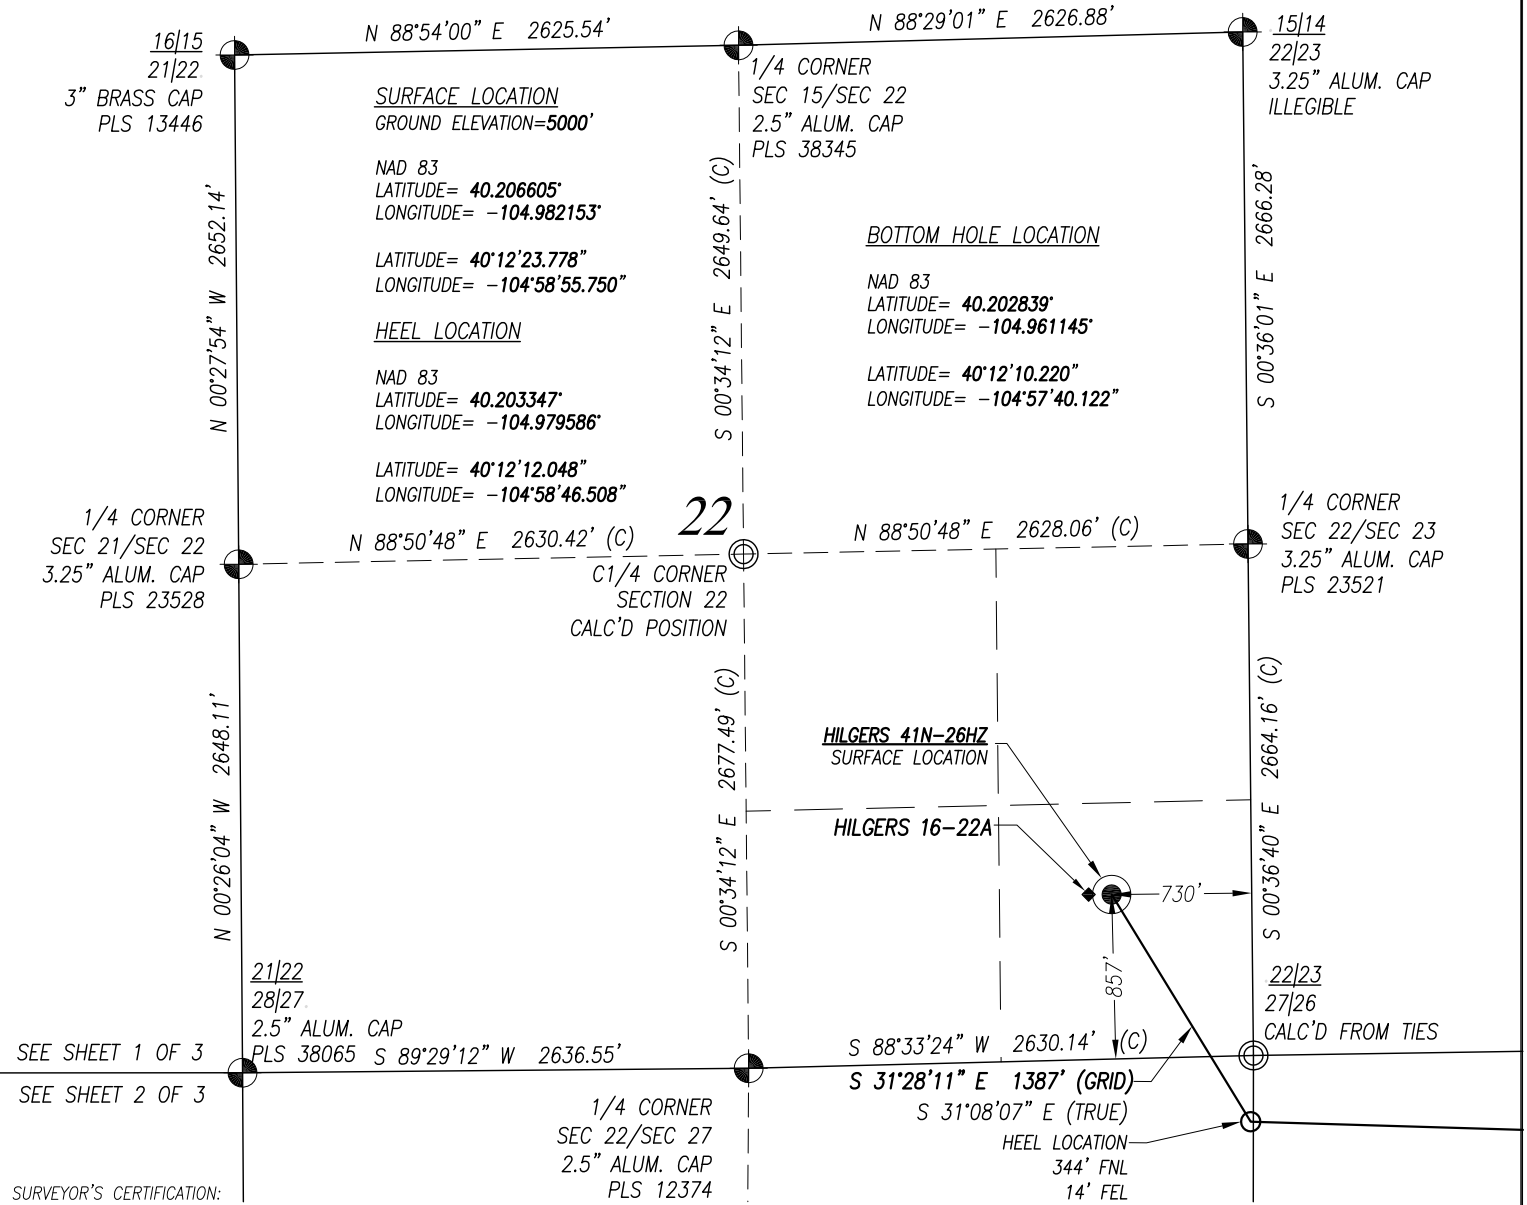 N 88°54'00" E 2625.54'
N 88°29'01" E 2626.88'
16|15
21|22
3" BRASS CAP
PLS 13446
1/4 CORNER
SEC 15/SEC 22
2.5" ALUM. CAP
PLS 38345
15|14
22|23
3.25" ALUM. CAP
ILLEGIBLE
SURFACE LOCATION
GROUND ELEVATION=5000'
NAD 83
LATITUDE= 40.206605°
LONGITUDE= -104.982153°
LATITUDE= 40°12'23.778"
LONGITUDE= -104°58'55.750"
HEEL LOCATION
NAD 83
LATITUDE= 40.203347°
LONGITUDE= -104.979586°
LATITUDE= 40°12'12.048"
LONGITUDE= -104°58'46.508"
BOTTOM HOLE LOCATION
NAD 83
LATITUDE= 40.202839°
LONGITUDE= -104.961145°
LATITUDE= 40°12'10.220"
LONGITUDE= -104°57'40.122"
N 00°27'54" W 2652.14'
S 00°34'12" E 2649.64' (C)
S 00°36'01" E 2666.28'
1/4 CORNER
SEC 21/SEC 22
3.25" ALUM. CAP
PLS 23528
N 88°50'48" E 2630.42' (C)
22
N 88°50'48" E 2628.06' (C)
C1/4 CORNER
SECTION 22
CALC'D POSITION
1/4 CORNER
SEC 22/SEC 23
3.25" ALUM. CAP
PLS 23521
N 00°26'04" W 2648.11'
S 00°34'12" E 2677.49' (C)
S 00°36'40" E 2664.16' (C)
HILGERS 41N-26HZ
SURFACE LOCATION
HILGERS 16-22A
730'
857'
21|22
28|27
2.5" ALUM. CAP
PLS 38065
S 89°29'12" W 2636.55'
22|23
27|26
CALC'D FROM TIES
S 88°33'24" W 2630.14' (C)
SEE SHEET 1 OF 3
SEE SHEET 2 OF 3
S 31°28'11" E 1387' (GRID)
S 31°08'07" E (TRUE)
HEEL LOCATION
344' FNL
14' FEL
1/4 CORNER
SEC 22/SEC 27
2.5" ALUM. CAP
PLS 12374
SURVEYOR'S CERTIFICATION: